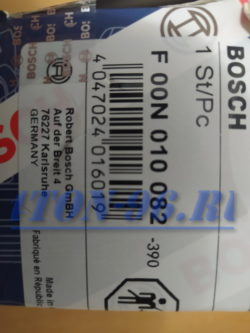 BOSCH
1 St/Pc
F 00N 010 082
-390
4 047024 016019
Robert Bosch GmbH
Auf der Breit 4
76227 Karlsruhe
GERMANY
Made in
Fabriqué en
BOSCH